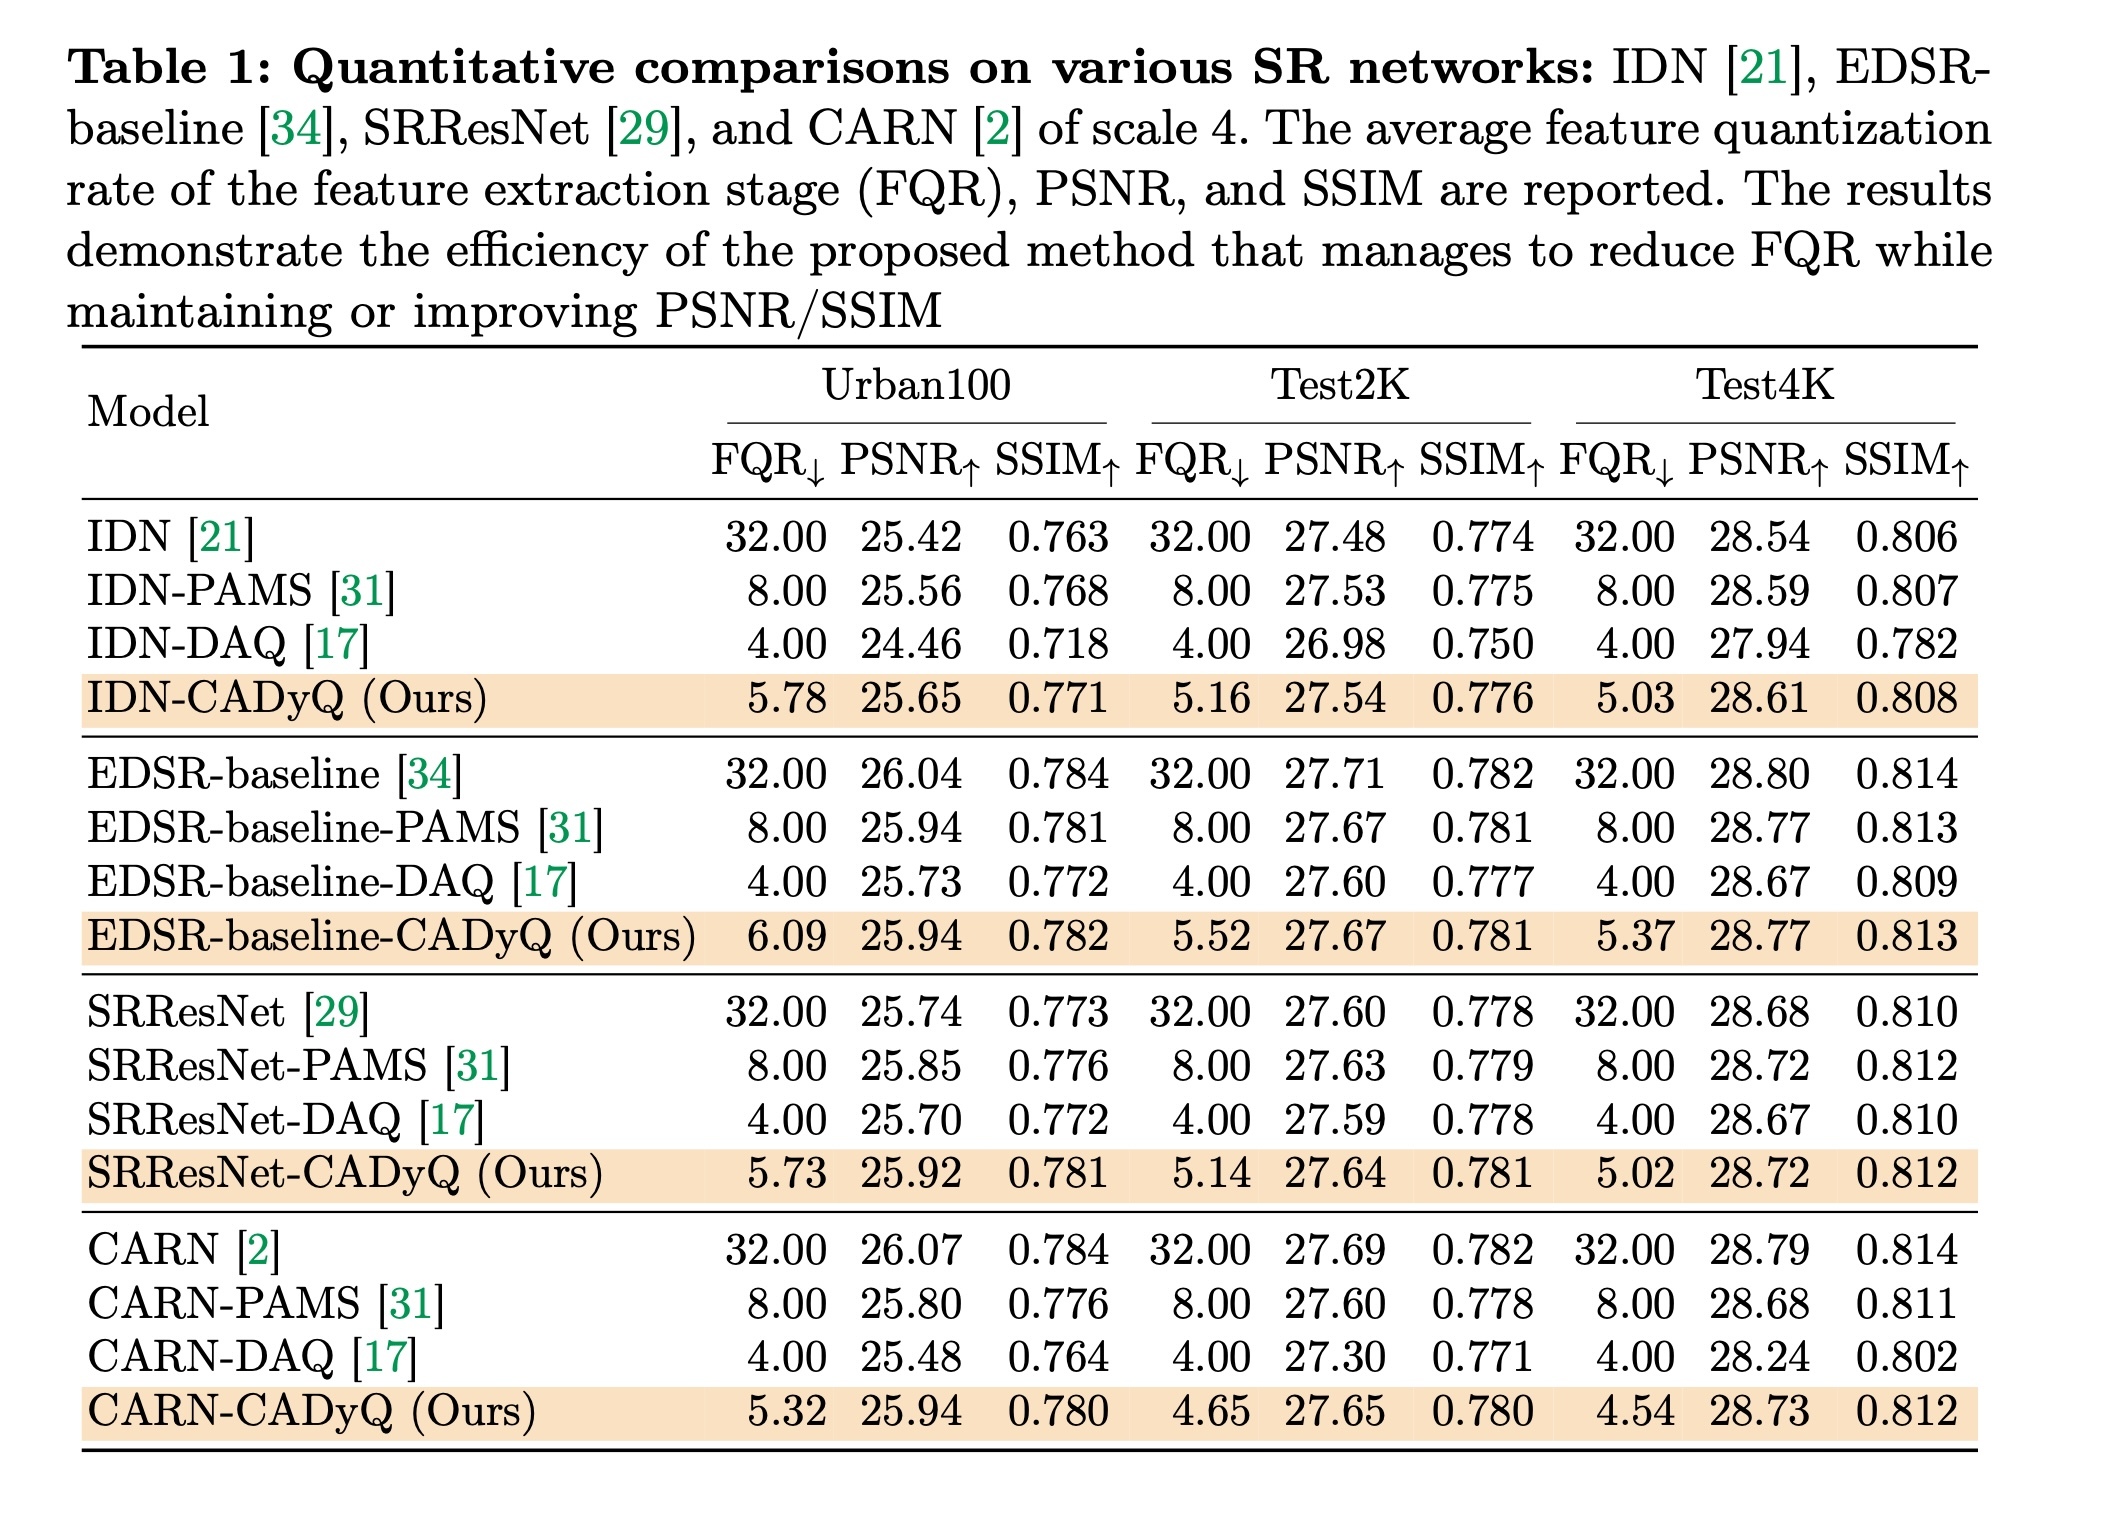 Table 1: Quantitative comparisons on various SR networks: IDN [21], EDSR-
baseline [34], SRResNet [29], and CARN [2] of scale 4. The average feature quantization
rate of the feature extraction stage (FQR), PSNR, and SSIM are reported. The results
demonstrate the efficiency of the proposed method that manages to reduce FQR while
maintaining or improving PSNR/SSIM
Model Urban100 Test2K Test4K
FQR↓ PSNR↑ SSIM↑ FQR↓ PSNR↑ SSIM↑ FQR↓ PSNR↑ SSIM↑
IDN [21] 32.00 25.42 0.763 32.00 27.48 0.774 32.00 28.54 0.806
IDN-PAMS [31] 8.00 25.56 0.768 8.00 27.53 0.775 8.00 28.59 0.807
IDN-DAQ [17] 4.00 24.46 0.718 4.00 26.98 0.750 4.00 27.94 0.782
IDN-CADyQ (Ours) 5.78 25.65 0.771 5.16 27.54 0.776 5.03 28.61 0.808
EDSR-baseline [34] 32.00 26.04 0.784 32.00 27.71 0.782 32.00 28.80 0.814
EDSR-baseline-PAMS [31] 8.00 25.94 0.781 8.00 27.67 0.781 8.00 28.77 0.813
EDSR-baseline-DAQ [17] 4.00 25.73 0.772 4.00 27.60 0.777 4.00 28.67 0.809
EDSR-baseline-CADyQ (Ours) 6.09 25.94 0.782 5.52 27.67 0.781 5.37 28.77 0.813
SRResNet [29] 32.00 25.74 0.773 32.00 27.60 0.778 32.00 28.68 0.810
SRResNet-PAMS [31] 8.00 25.85 0.776 8.00 27.63 0.779 8.00 28.72 0.812
SRResNet-DAQ [17] 4.00 25.70 0.772 4.00 27.59 0.778 4.00 28.67 0.810
SRResNet-CADyQ (Ours) 5.73 25.92 0.781 5.14 27.64 0.781 5.02 28.72 0.812
CARN [2] 32.00 26.07 0.784 32.00 27.69 0.782 32.00 28.79 0.814
CARN-PAMS [31] 8.00 25.80 0.776 8.00 27.60 0.778 8.00 28.68 0.811
CARN-DAQ [17] 4.00 25.48 0.764 4.00 27.30 0.771 4.00 28.24 0.802
CARN-CADyQ (Ours) 5.32 25.94 0.780 4.65 27.65 0.780 4.54 28.73 0.812